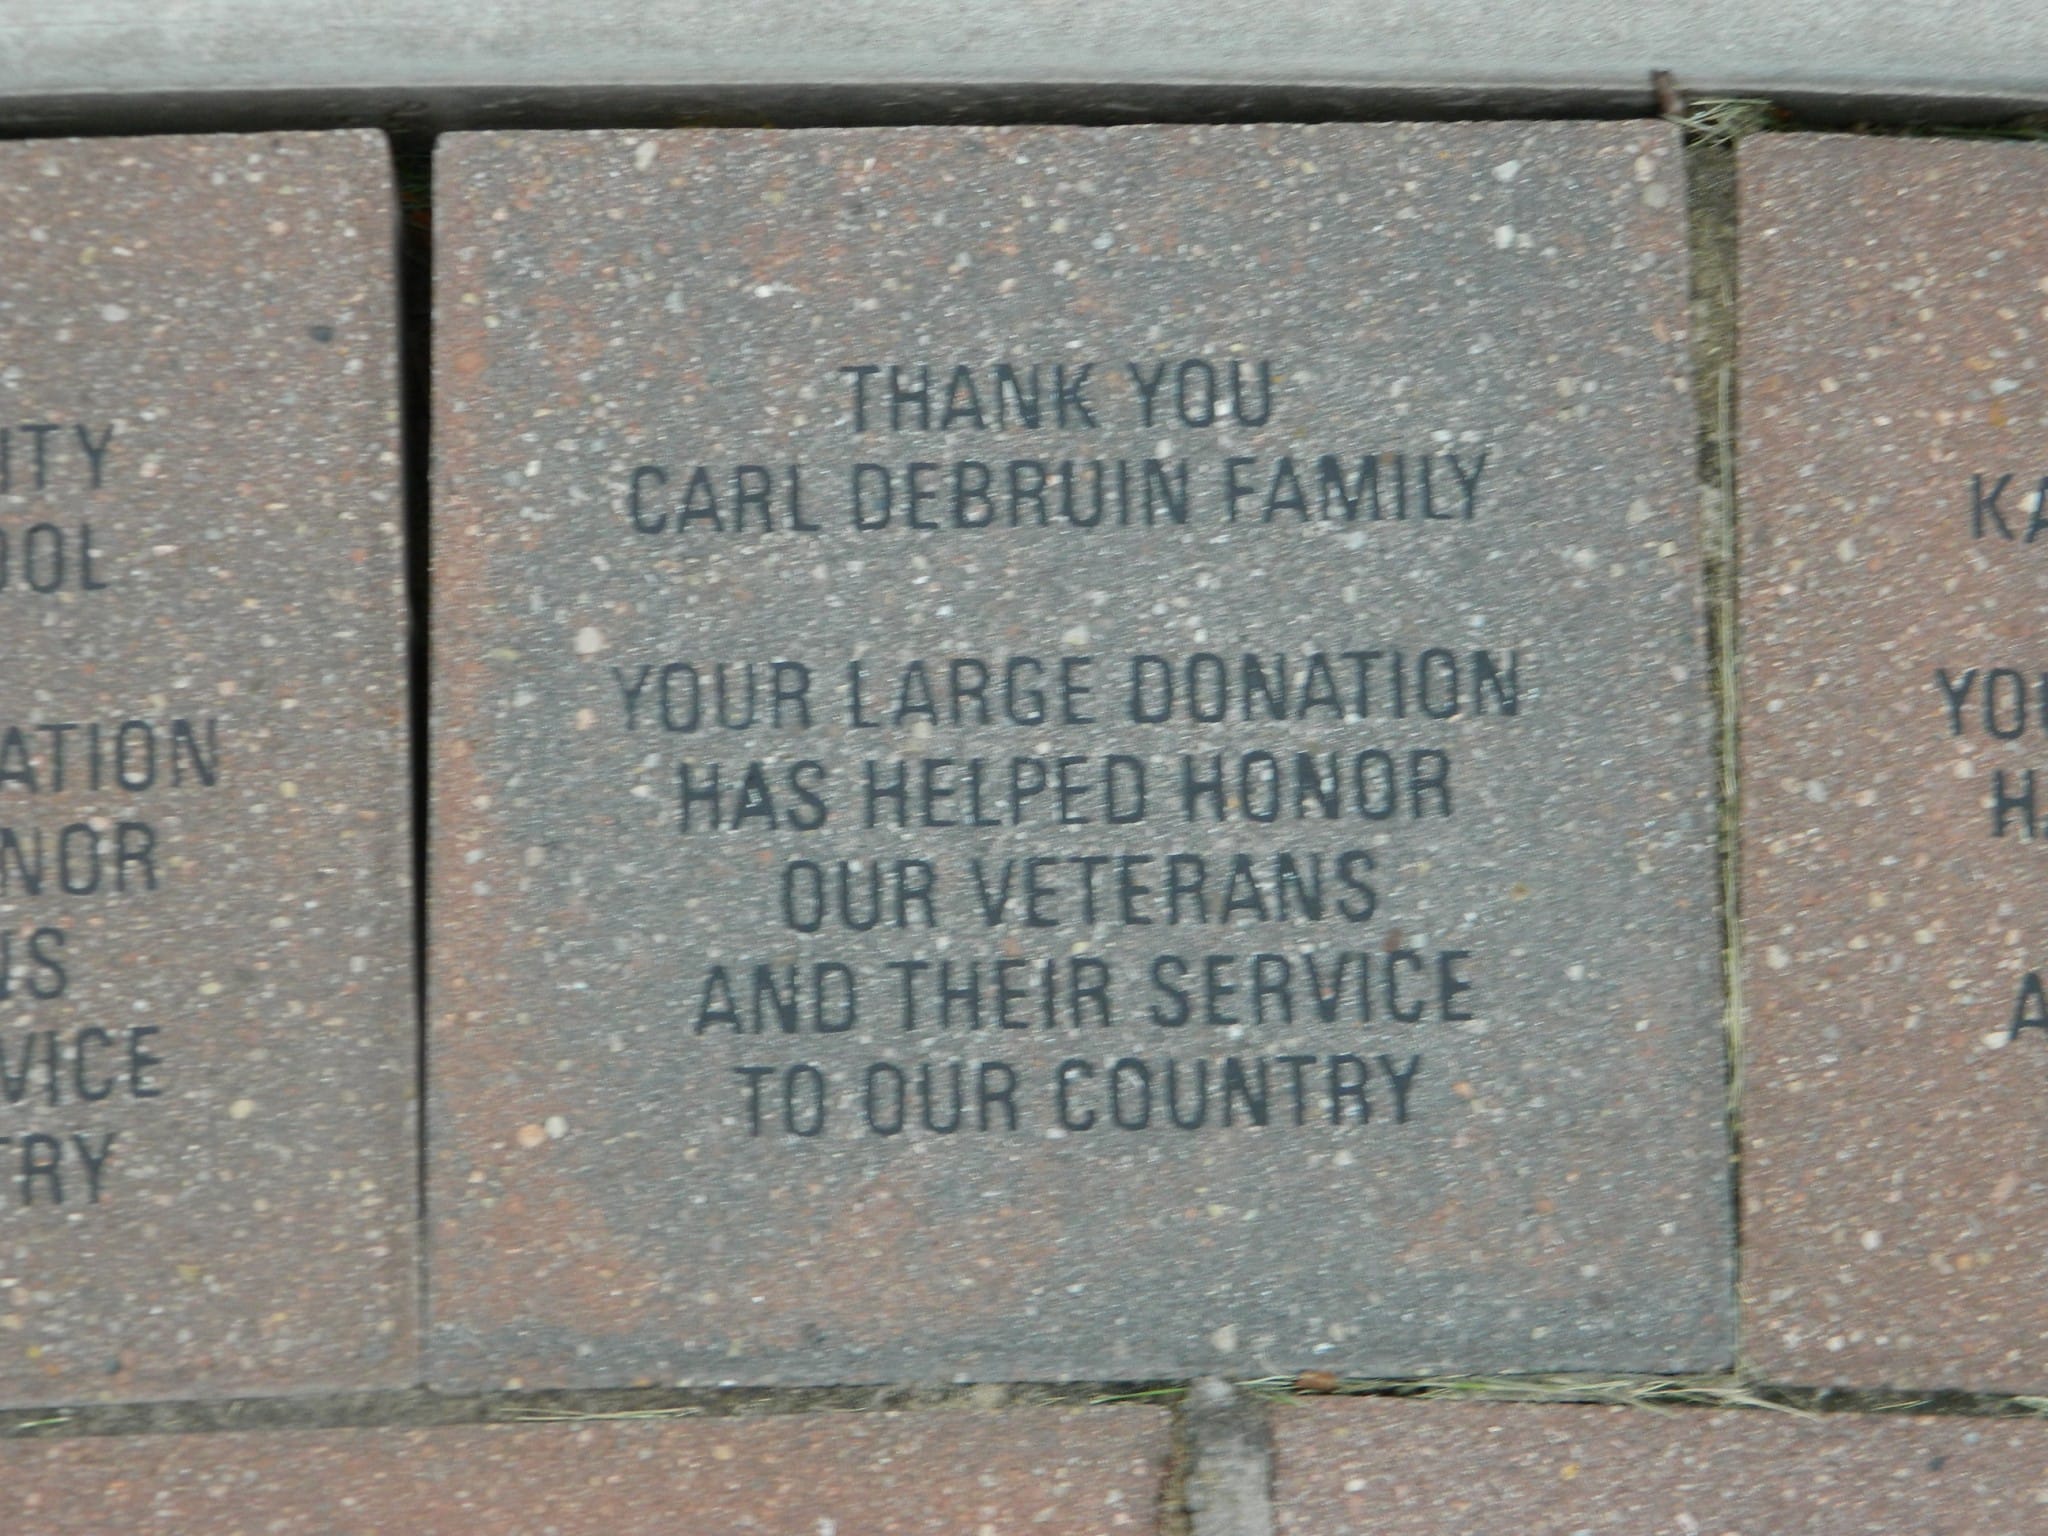 THANK YOU
CARL DEBRUIN FAMILY
YOUR LARGE DONATION
HAS HELPED HONOR
OUR VETERANS
AND THEIR SERVICE
TO OUR COUNTRY